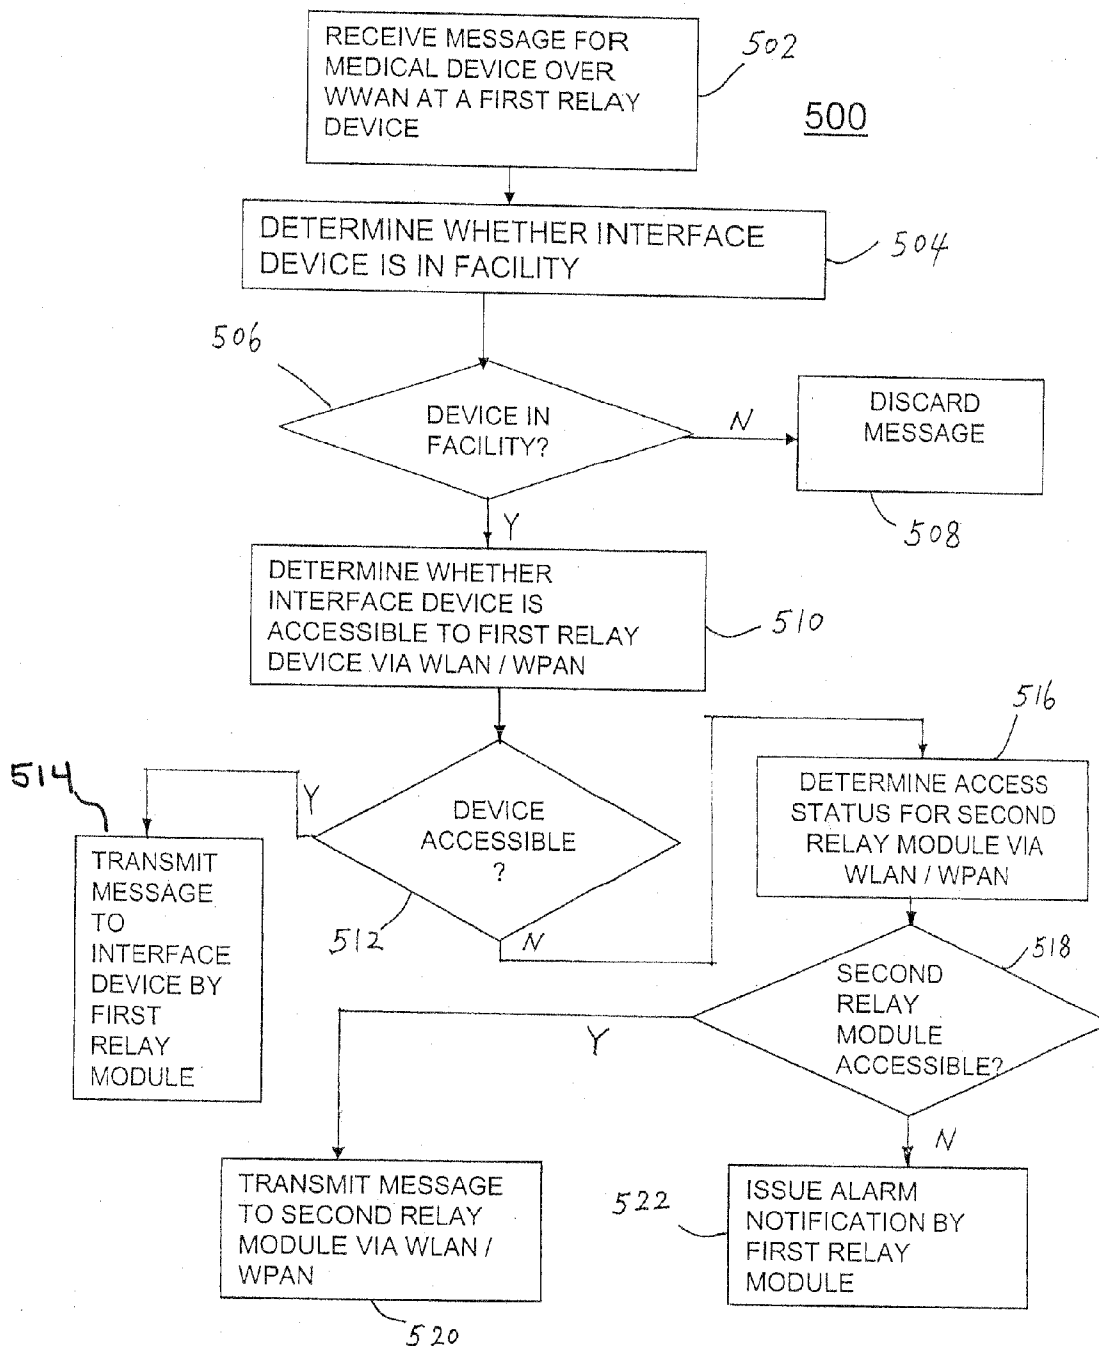 RECEIVE MESSAGE FOR
MEDICAL DEVICE OVER
WWAN AT A FIRST RELAY
DEVICE
502
500
DETERMINE WHETHER INTERFACE
DEVICE IS IN FACILITY
504
506
DEVICE IN
FACILITY?
N
DISCARD
MESSAGE
508
Y
DETERMINE WHETHER
INTERFACE DEVICE IS
ACCESSIBLE TO FIRST RELAY
DEVICE VIA WLAN / WPAN
510
516
DETERMINE ACCESS
STATUS FOR SECOND
RELAY MODULE VIA
WLAN / WPAN
514
Y
DEVICE
ACCESSIBLE
?
512
N
TRANSMIT
MESSAGE
TO
INTERFACE
DEVICE BY
FIRST
RELAY
MODULE
518
SECOND
RELAY
MODULE
ACCESSIBLE?
Y
N
TRANSMIT MESSAGE
TO SECOND RELAY
MODULE VIA WLAN /
WPAN
520
522
ISSUE ALARM
NOTIFICATION BY
FIRST RELAY
MODULE